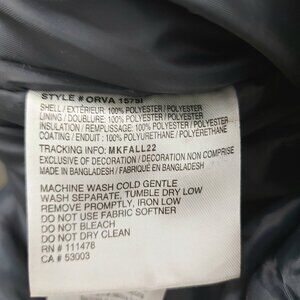 STYLE # ORVA 1575I
SHELL / EXTÉRIEUR: 100% POLYESTER / POLYESTER
LINING / DOUBLURE: 100% POLYESTER / POLYESTER
INSULATION / REMPLISSAGE: 100% POLYESTER / POLYESTER
COATING / ENDUIT: 100% POLYURETHANE / POLYURETHANE
TRACKING INFO: MKFALL22
EXCLUSIVE OF DECORATION / DECORATION NON COMPRISE
MADE IN BANGLADESH / FABRIQUÉ EN BANGLADESH
MACHINE WASH COLD GENTLE
WASH SEPARATE, TUMBLE DRY LOW
REMOVE PROMPTLY, IRON LOW
DO NOT USE FABRIC SOFTNER
DO NOT BLEACH
DO NOT DRY CLEAN
RN # 111478
CA # 53003